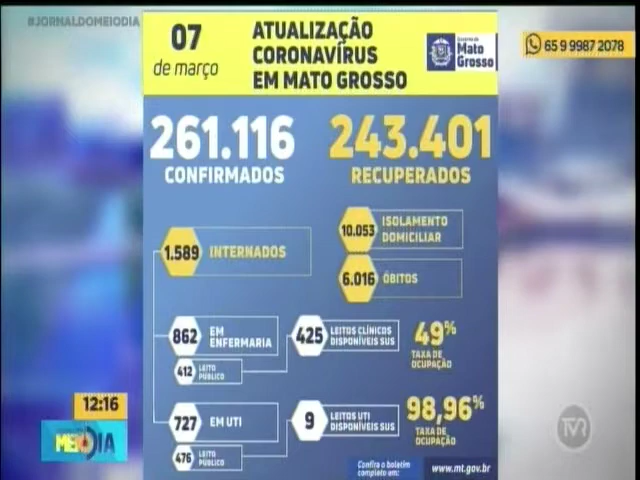 #JORNALDOMEIODIA
07
de março
ATUALIZAÇÃO
CORONAVÍRUS
EM MATO GROSSO
Governo de
Mato
Grosso
65 9 9987 2078
261.116
CONFIRMADOS
243.401
RECUPERADOS
1.589 INTERNADOS
10.053 ISOLAMENTO
DOMICILIAR
6.016 ÓBITOS
862 EM
ENFERMARIA
412 LEITO
PÚBLICO
425 LEITOS CLÍNICOS
DISPONÍVEIS SUS
49%
TAXA DE
OCUPAÇÃO
727 EM UTI
476 LEITO
PÚBLICO
9 LEITOS UTI
DISPONÍVEIS SUS
98,96%
TAXA DE
OCUPAÇÃO
Confira o boletim
completo em:
www.mt.gov.br
12:16
MEIODIA
TVR